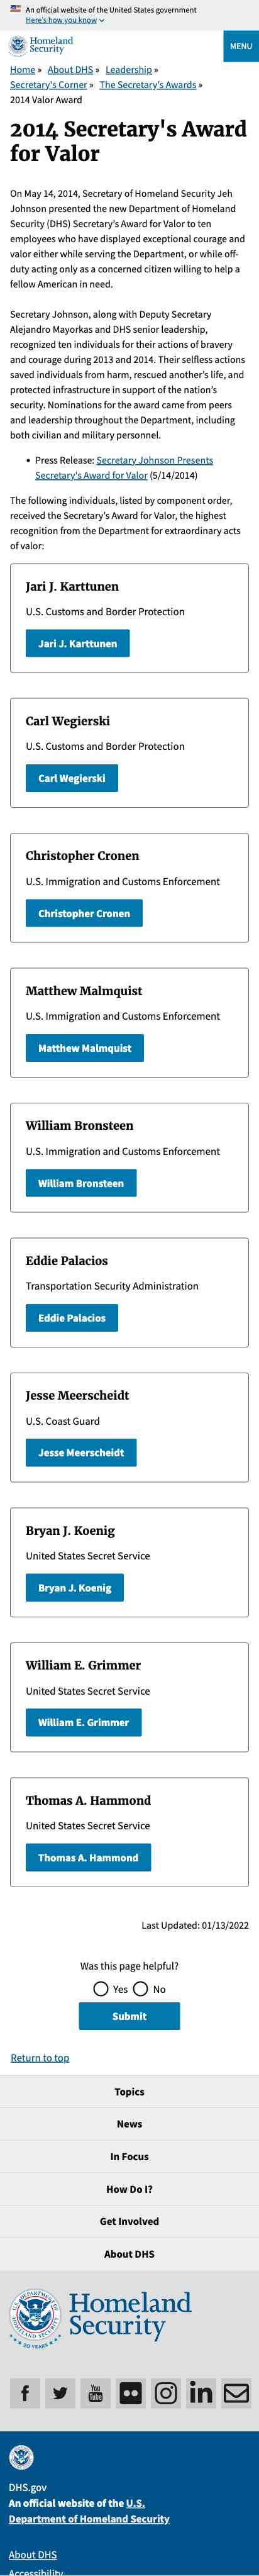 An official website of the United States government
Here's how you know
Homeland
Security
MENU
Home » About DHS » Leadership »
Secretary's Corner » The Secretary's Awards »
2014 Valor Award
2014 Secretary's Award
for Valor
On May 14, 2014, Secretary of Homeland Security Jeh
Johnson presented the new Department of Homeland
Security (DHS) Secretary's Award for Valor to ten
employees who have displayed exceptional courage and
valor either while serving the Department, or while off-
duty acting only as a concerned citizen willing to help a
fellow American in need.
Secretary Johnson, along with Deputy Secretary
Alejandro Mayorkas and DHS senior leadership,
recognized ten individuals for their actions of bravery
and courage during 2013 and 2014. Their selfless actions
saved individuals from harm, rescued another's life, and
protected infrastructure in support of the nation's
security. Nominations for the award came from peers
and leadership throughout the Department, including
both civilian and military personnel.
• Press Release: Secretary Johnson Presents
Secretary's Award for Valor (5/14/2014)
The following individuals, listed by component order,
received the Secretary's Award for Valor, the highest
recognition from the Department for extraordinary acts
of valor:
Jari J. Karttunen
U.S. Customs and Border Protection
Jari J. Karttunen
Carl Wegierski
U.S. Customs and Border Protection
Carl Wegierski
Christopher Cronen
U.S. Immigration and Customs Enforcement
Christopher Cronen
Matthew Malmquist
U.S. Immigration and Customs Enforcement
Matthew Malmquist
William Bronsteen
U.S. Immigration and Customs Enforcement
William Bronsteen
Eddie Palacios
Transportation Security Administration
Eddie Palacios
Jesse Meerscheidt
U.S. Coast Guard
Jesse Meerscheidt
Bryan J. Koenig
United States Secret Service
Bryan J. Koenig
William E. Grimmer
United States Secret Service
William E. Grimmer
Thomas A. Hammond
United States Secret Service
Thomas A. Hammond
Last Updated: 01/13/2022
Was this page helpful?
Yes No
Submit
Return to top
Topics
News
In Focus
How Do I?
Get Involved
About DHS
Homeland
Security
20 YEARS
You
Tube
in
DHS.gov
An official website of the U.S.
Department of Homeland Security
About DHS
Accessibility